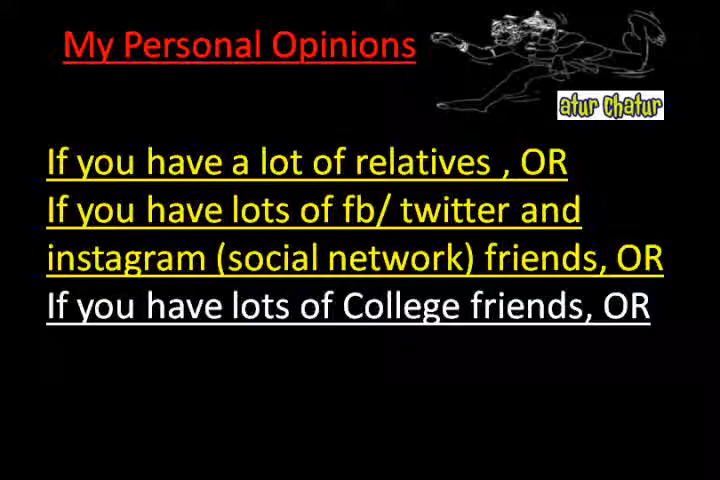 My Personal Opinions
atur chatur
If you have a lot of relatives , OR
If you have lots of fb/ twitter and
instagram (social network) friends, OR
If you have lots of College friends, OR